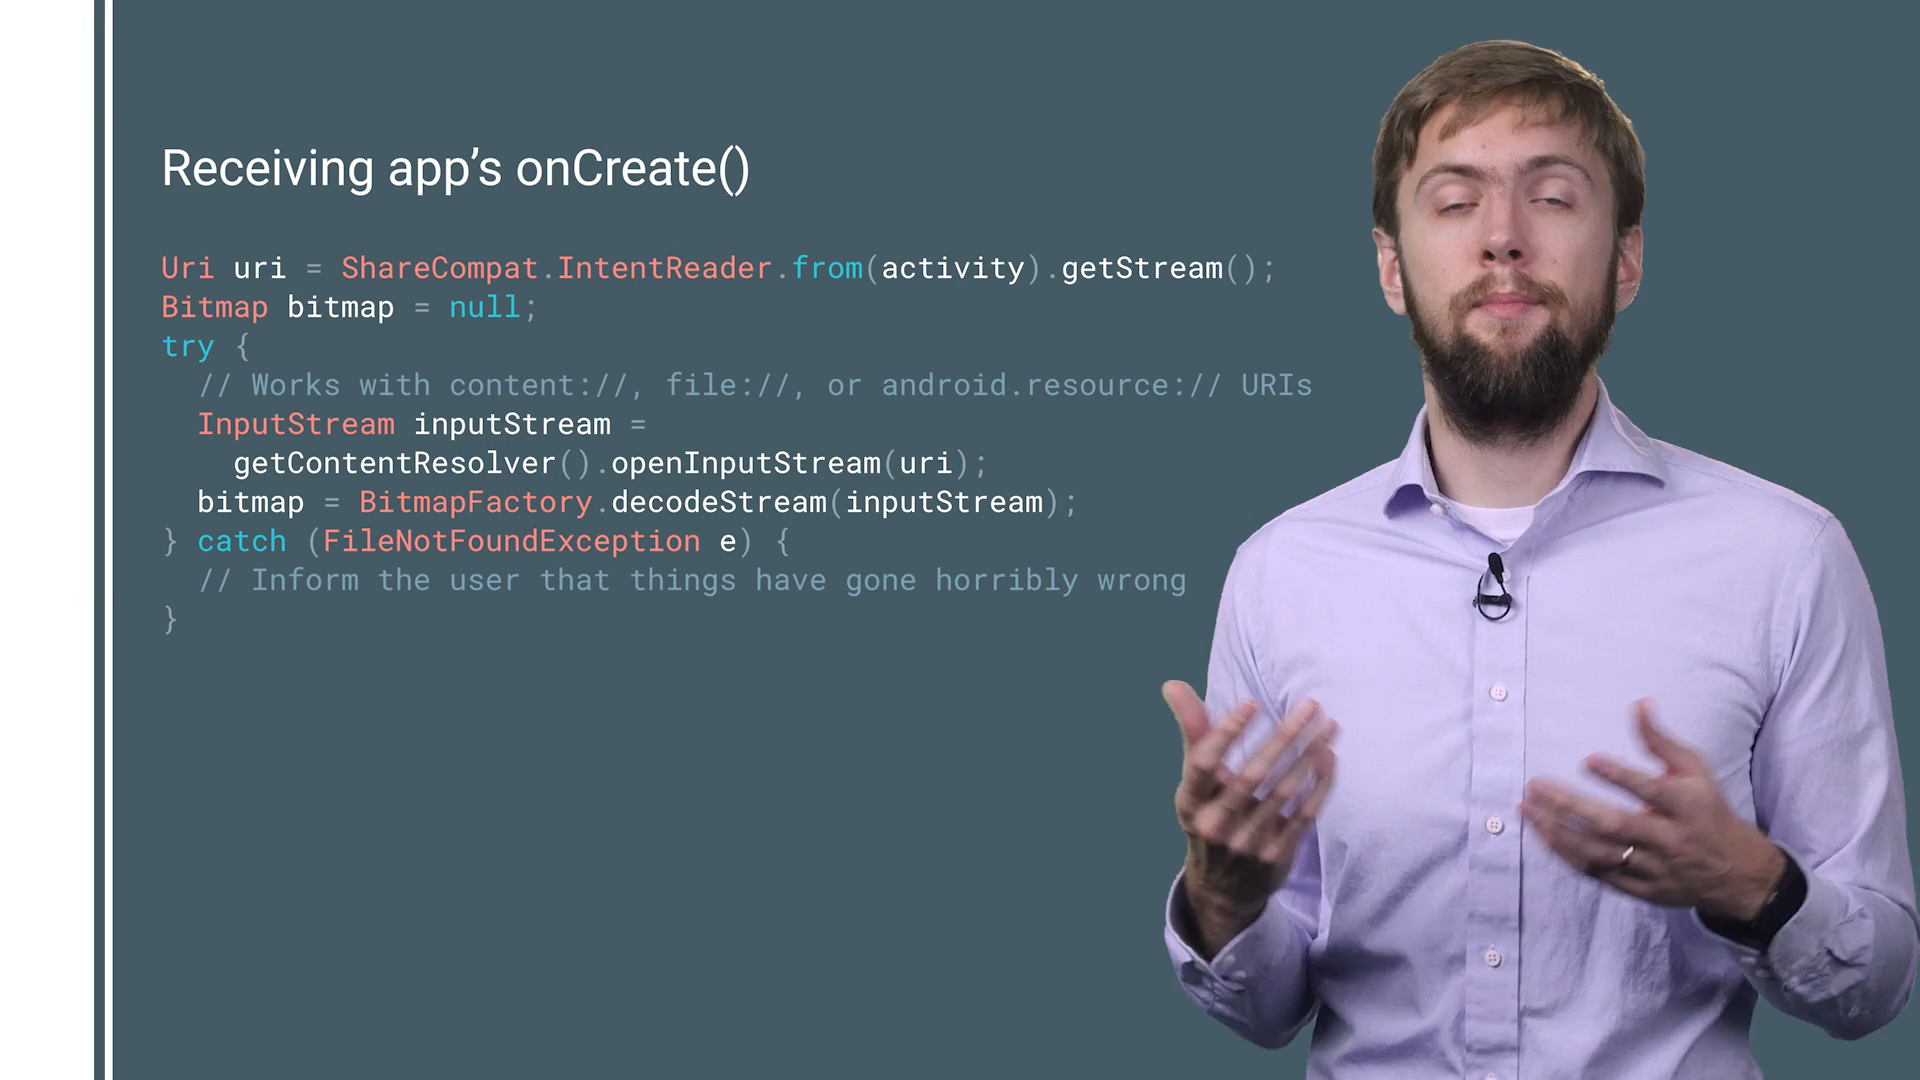 Receiving app’s onCreate()
Uri uri = ShareCompat.IntentReader.from(activity).getStream();
Bitmap bitmap = null;
try {
  // Works with content://, file://, or android.resource:// URIs
  InputStream inputStream =
    getContentResolver().openInputStream(uri);
  bitmap = BitmapFactory.decodeStream(inputStream);
} catch (FileNotFoundException e) {
  // Inform the user that things have gone horribly wrong
}